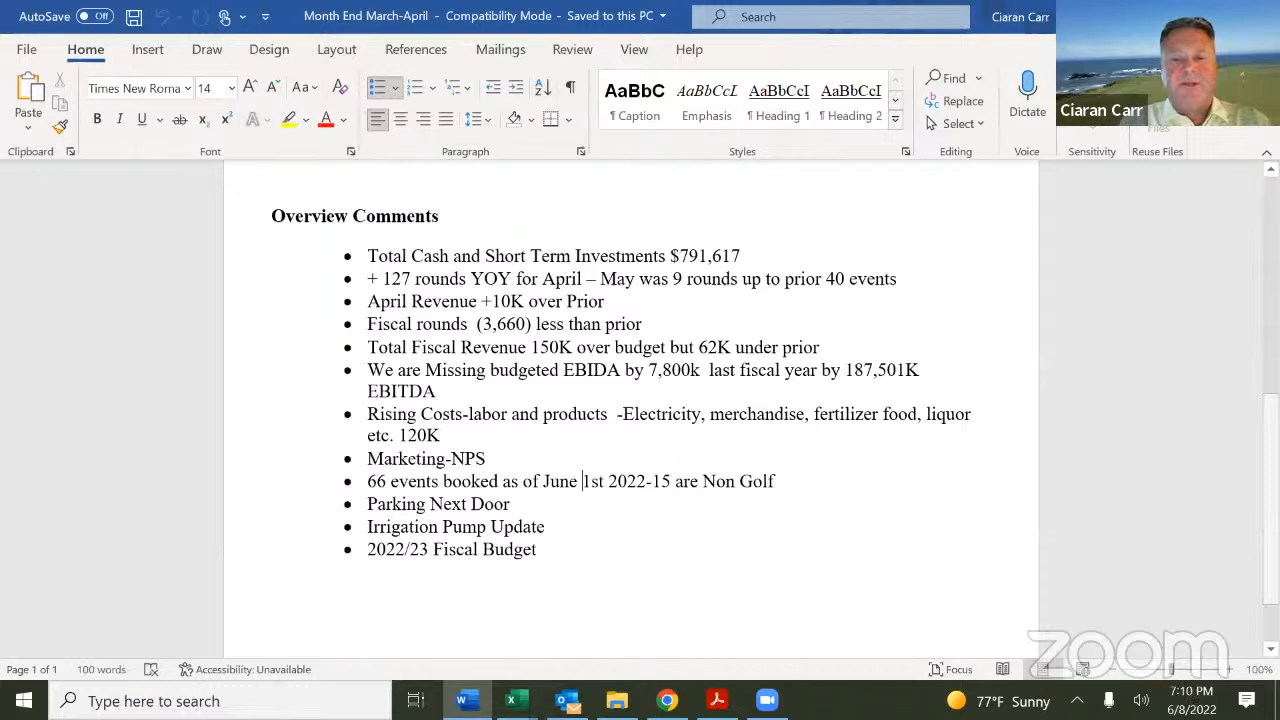 AutoSave Off Month End March-April - Compatibility Mode - Saved to this PC Search Ciaran Carr
File Home Insert Draw Design Layout References Mailings Review View Help
Times New Roma 14 Aa AaBbC AaBbCcL AaBbCcI AaBbCcI Find
Paste B I U ab x₂ x² A A Caption Emphasis Heading 1 Heading 2 Replace Dictate Ciaran Carr
Select Files
Clipboard Font Paragraph Styles Editing Voice Sensitivity Reuse Files
Overview Comments
• Total Cash and Short Term Investments $791,617
• + 127 rounds YOY for April – May was 9 rounds up to prior 40 events
• April Revenue +10K over Prior
• Fiscal rounds (3,660) less than prior
• Total Fiscal Revenue 150K over budget but 62K under prior
• We are Missing budgeted EBIDA by 7,800k last fiscal year by 187,501K
EBITDA
• Rising Costs-labor and products -Electricity, merchandise, fertilizer food, liquor
etc. 120K
• Marketing-NPS
• 66 events booked as of June 1st 2022-15 are Non Golf
• Parking Next Door
• Irrigation Pump Update
• 2022/23 Fiscal Budget
zoom
Page 1 of 1 100 words Accessibility: Unavailable Focus 100%
Type here to search 77°F Sunny 7:10 PM
6/8/2022